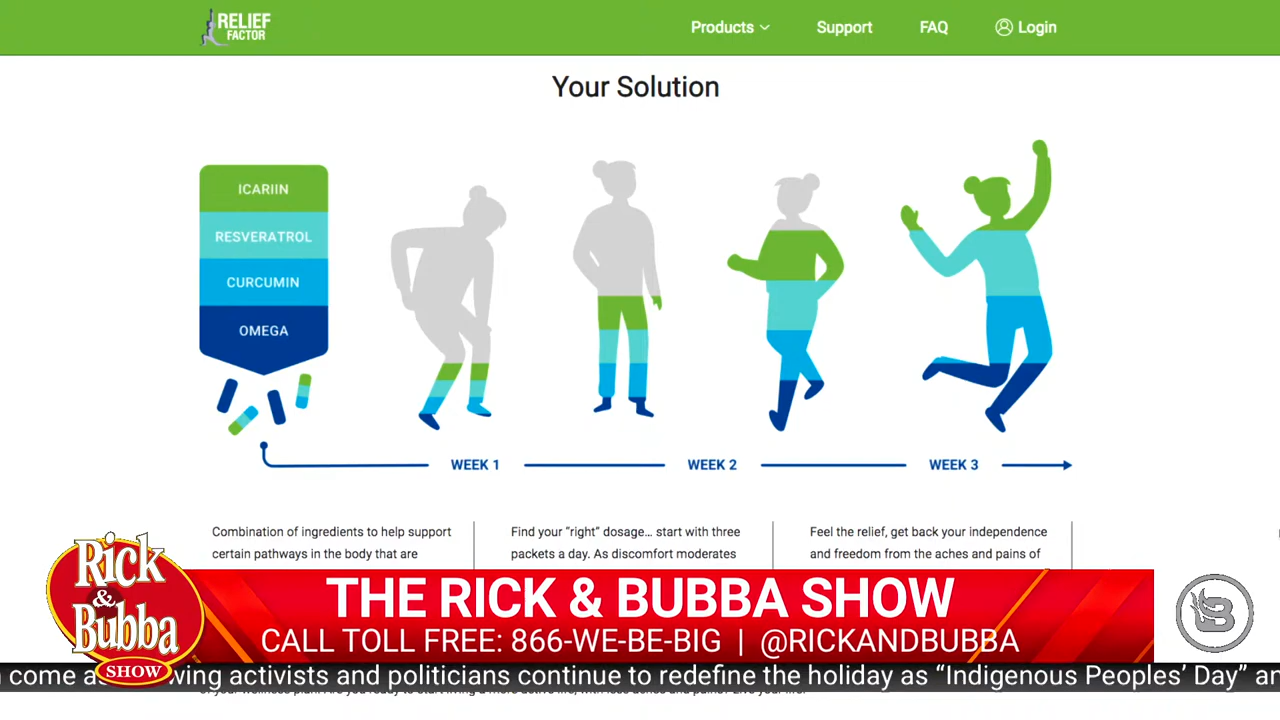 RELIEF
FACTOR
Products
Support
FAQ
Login
Your Solution
ICARIIN
RESVERATROL
CURCUMIN
OMEGA
WEEK 1
WEEK 2
WEEK 3
Combination of ingredients to help support
certain pathways in the body that are
Find your “right” dosage... start with three
packets a day. As discomfort moderates
Feel the relief, get back your independence
and freedom from the aches and pains of
Rick
&
Bubba
SHOW
THE RICK & BUBBA SHOW
CALL TOLL FREE: 866-WE-BE-BIG | @RICKANDBUBBA
B
come as activists and politicians continue to redefine the holiday as “Indigenous Peoples’ Day”